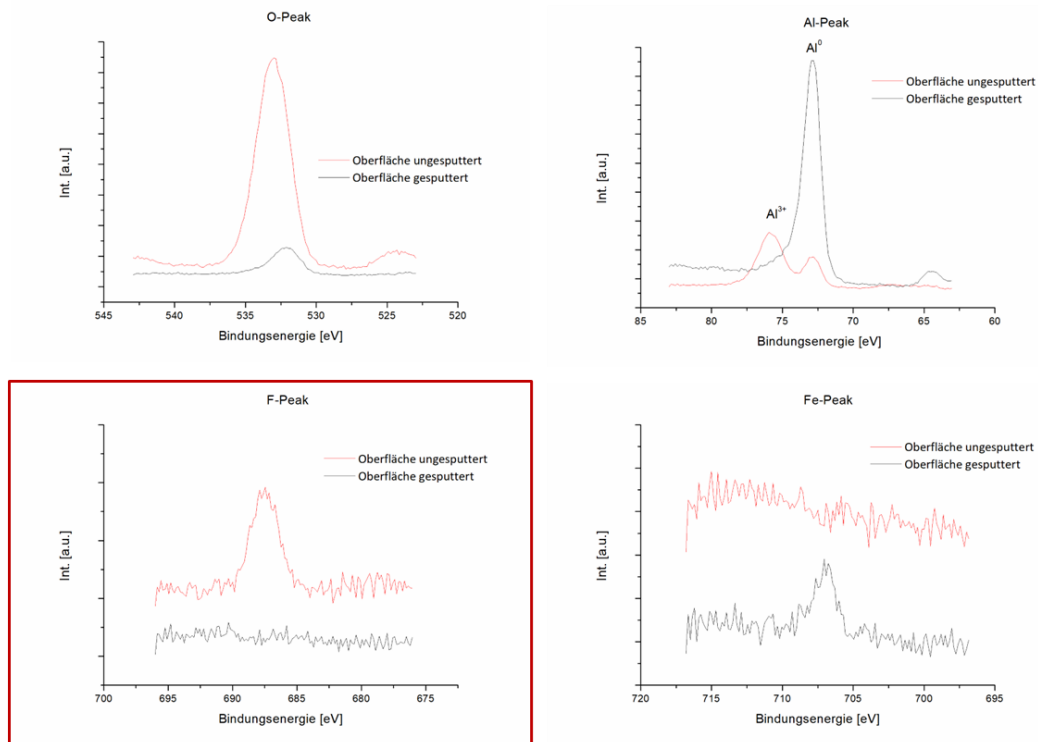 O-Peak
Int. [a.u.]
Oberfläche ungesputtert
Oberfläche gesputtert
545 540 535 530 525 520
Bindungsenergie [eV]
Al-Peak
Al⁰
Int. [a.u.]
Oberfläche ungesputtert
Oberfläche gesputtert
Al³⁺
85 80 75 70 65 60
Bindungsenergie [eV]
F-Peak
Int. [a.u.]
Oberfläche ungesputtert
Oberfläche gesputtert
700 695 690 685 680 675
Bindungsenergie [eV]
Fe-Peak
Int. [a.u.]
Oberfläche ungesputtert
Oberfläche gesputtert
720 715 710 705 700 695
Bindungsenergie [eV]